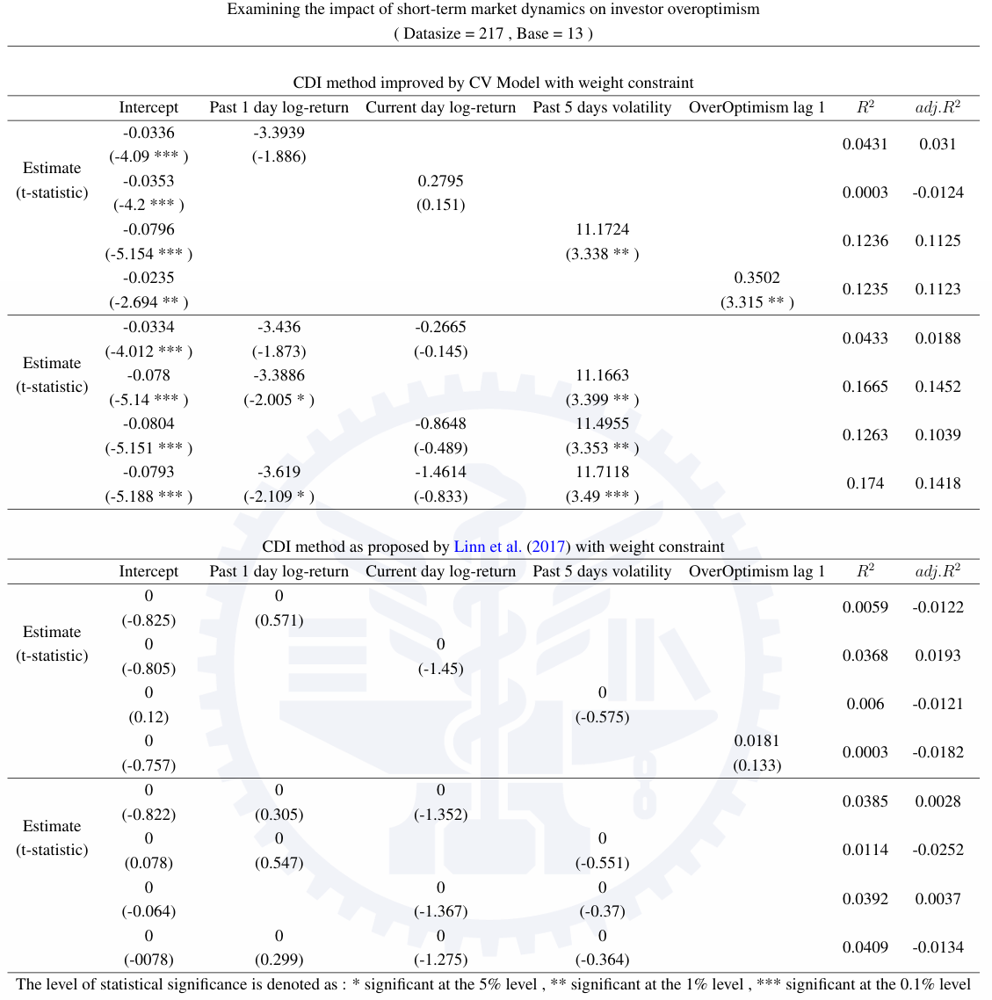 Examining the impact of short-term market dynamics on investor overoptimism
( Datasize = 217 , Base = 13 )
CDI method improved by CV Model with weight constraint
Intercept Past 1 day log-return Current day log-return Past 5 days volatility OverOptimism lag 1 R² adj.R²
-0.0336 -3.3939
0.0431 0.031
(-4.09 *** ) (-1.886)
Estimate
-0.0353 0.2795
(t-statistic) 0.0003 -0.0124
(-4.2 *** ) (0.151)
-0.0796 11.1724
0.1236 0.1125
(-5.154 *** ) (3.338 ** )
-0.0235 0.3502
0.1235 0.1123
(-2.694 ** ) (3.315 ** )
-0.0334 -3.436 -0.2665
0.0433 0.0188
(-4.012 *** ) (-1.873) (-0.145)
Estimate
-0.078 -3.3886 11.1663
(t-statistic) 0.1665 0.1452
(-5.14 *** ) (-2.005 * ) (3.399 ** )
-0.0804 -0.8648 11.4955
0.1263 0.1039
(-5.151 *** ) (-0.489) (3.353 ** )
-0.0793 -3.619 -1.4614 11.7118
0.174 0.1418
(-5.188 *** ) (-2.109 * ) (-0.833) (3.49 *** )
CDI method as proposed by Linn et al. (2017) with weight constraint
Intercept Past 1 day log-return Current day log-return Past 5 days volatility OverOptimism lag 1 R² adj.R²
0 0
0.0059 -0.0122
(-0.825) (0.571)
Estimate
0 0
(t-statistic) 0.0368 0.0193
(-0.805) (-1.45)
0 0
0.006 -0.0121
(0.12) (-0.575)
0 0.0181
0.0003 -0.0182
(-0.757) (0.133)
0 0 0
0.0385 0.0028
(-0.822) (0.305) (-1.352)
Estimate
0 0 0
(t-statistic) 0.0114 -0.0252
(0.078) (0.547) (-0.551)
0 0 0
0.0392 0.0037
(-0.064) (-1.367) (-0.37)
0 0 0 0
0.0409 -0.0134
(-0078) (0.299) (-1.275) (-0.364)
The level of statistical significance is denoted as : * significant at the 5% level , ** significant at the 1% level , *** significant at the 0.1% level